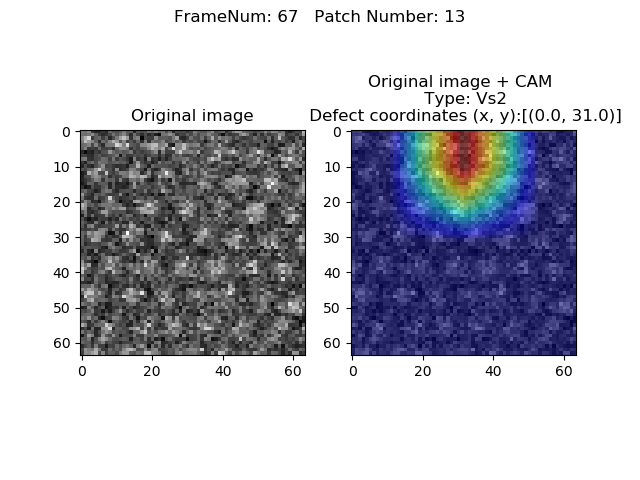 FrameNum: 67   Patch Number: 13
Original image
0
10
20
30
40
50
60
0 20 40 60
Original image + CAM
Type: Vs2
Defect coordinates (x, y):[(0.0, 31.0)]
0
10
20
30
40
50
60
0 20 40 60